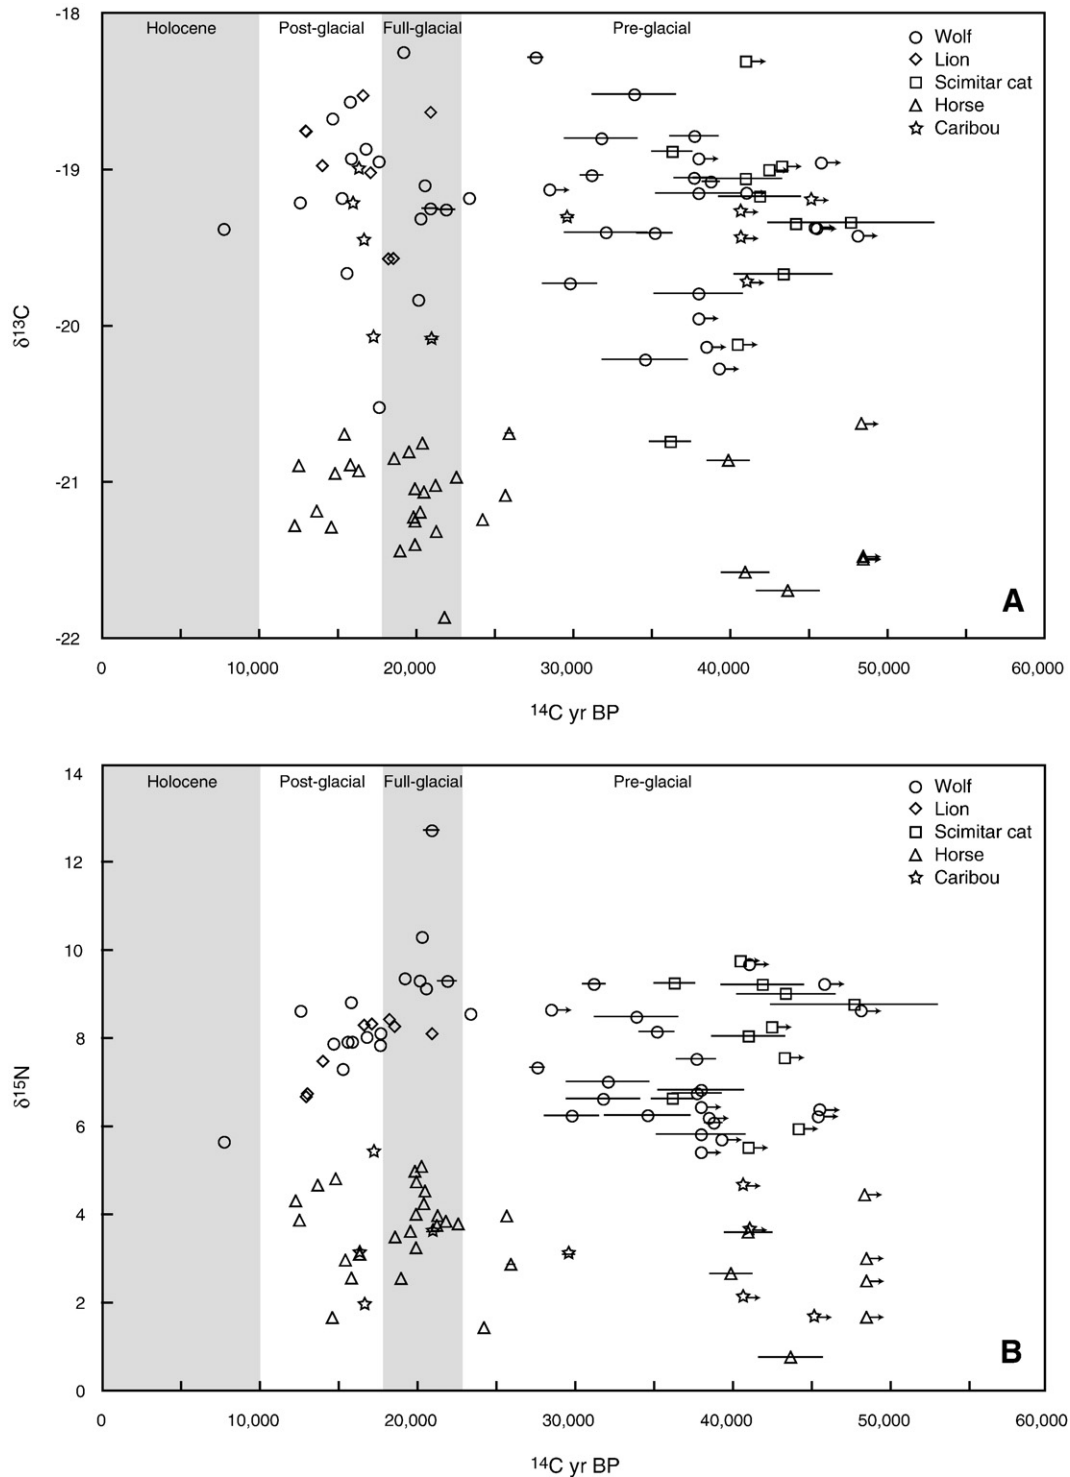 -18
Holocene Post-glacial Full-glacial Pre-glacial
Wolf
Lion
Scimitar cat
Horse
Caribou
-19
δ13C
-20
-21
A
-22
0 10,000 20,000 30,000 40,000 50,000 60,000
14C yr BP
14
Holocene Post-glacial Full-glacial Pre-glacial
Wolf
Lion
Scimitar cat
Horse
Caribou
12
10
8
δ15N
6
4
2
B
0
0 10,000 20,000 30,000 40,000 50,000 60,000
14C yr BP